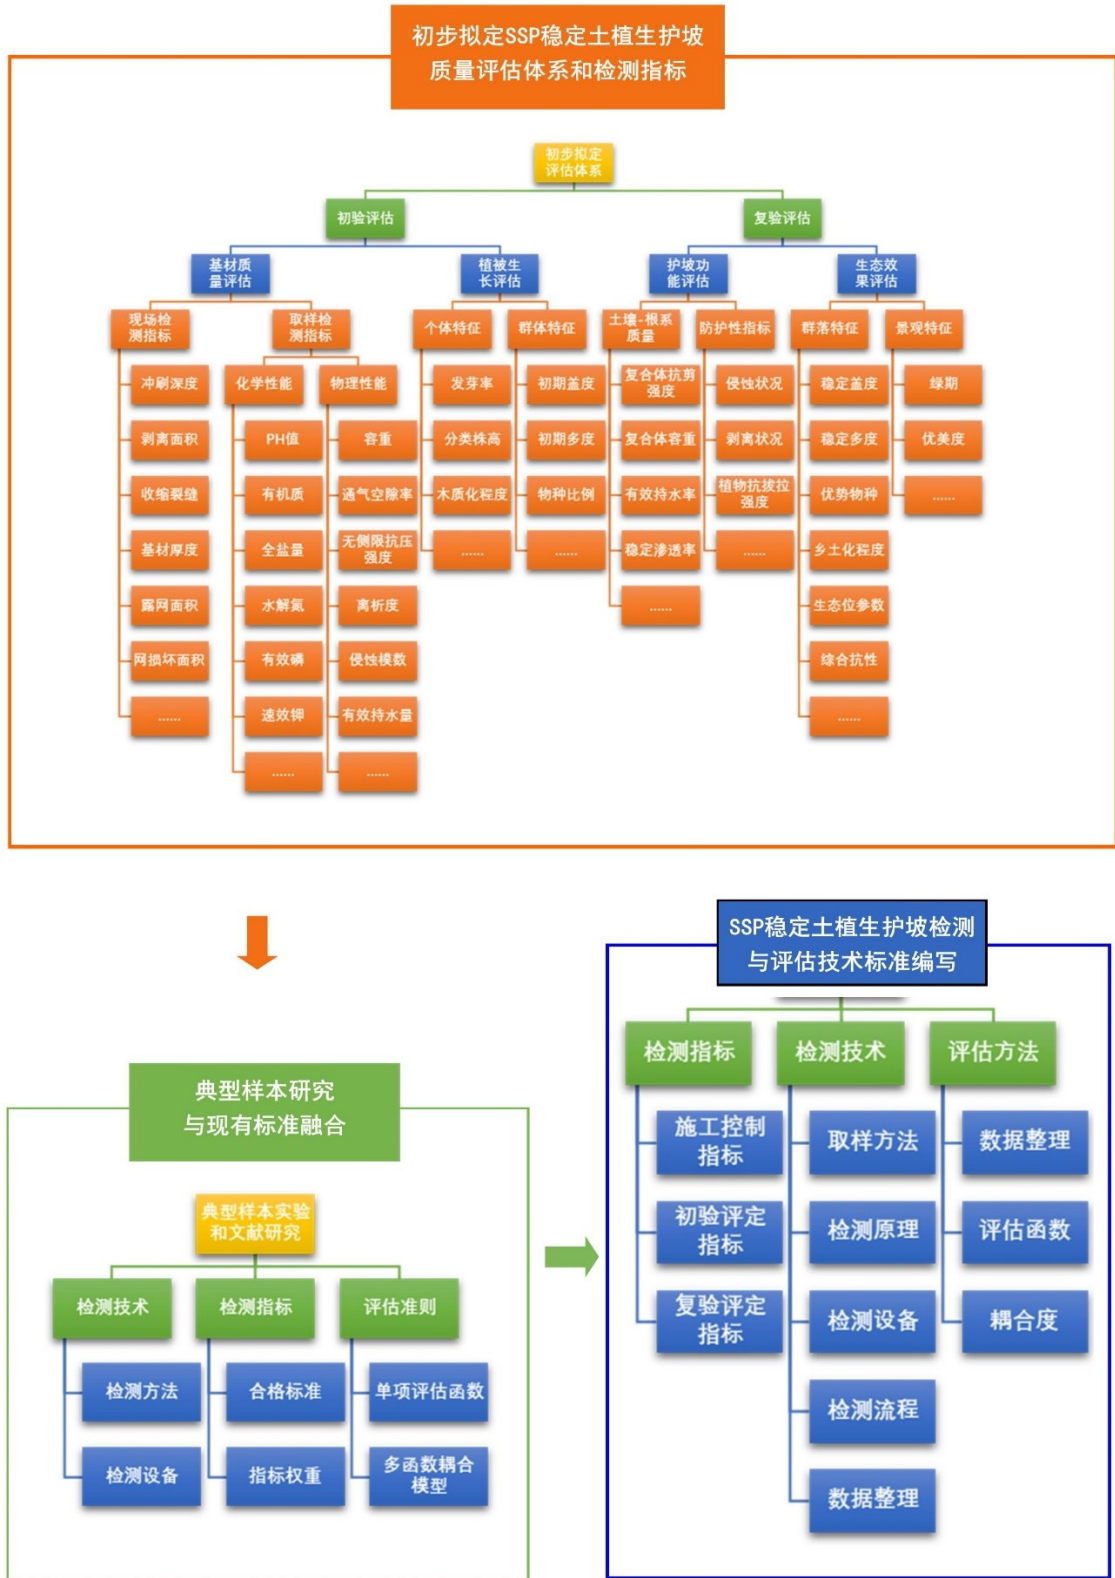 初步拟定SSP稳定土植生护坡
质量评估体系和检测指标
初步拟定
评估体系
初验评估
复验评估
基材质
量评估
植被生
长评估
护坡功
能评估
生态效
果评估
现场检
测指标
取样检
测指标
个体特征
群体特征
土壤-根系
质量
防护性指标
群落特征
景观特征
冲刷深度
剥离面积
收缩裂缝
基材厚度
露网面积
网损坏面积
......
化学性能
PH值
有机质
全盐量
水解氮
有效磷
速效钾
......
物理性能
容重
通气空隙率
无侧限抗压
强度
离析度
侵蚀模数
有效持水量
......
发芽率
分类株高
木质化程度
......
初期盖度
初期多度
物种比例
......
复合体抗剪
强度
复合体容重
有效持水率
稳定渗透率
......
侵蚀状况
剥离状况
植物抗拔拉
强度
......
稳定盖度
稳定多度
优势物种
乡土化程度
生态位参数
综合抗性
......
绿期
优美度
......
典型样本研究
与现有标准融合
典型样本实验
和文献研究
检测技术
检测方法
检测设备
检测指标
合格标准
指标权重
评估准则
单项评估函数
多函数耦合
模型
SSP稳定土植生护坡检测
与评估技术标准编写
检测指标
施工控制
指标
初验评定
指标
复验评定
指标
检测技术
取样方法
检测原理
检测设备
检测流程
数据整理
评估方法
数据整理
评估函数
耦合度